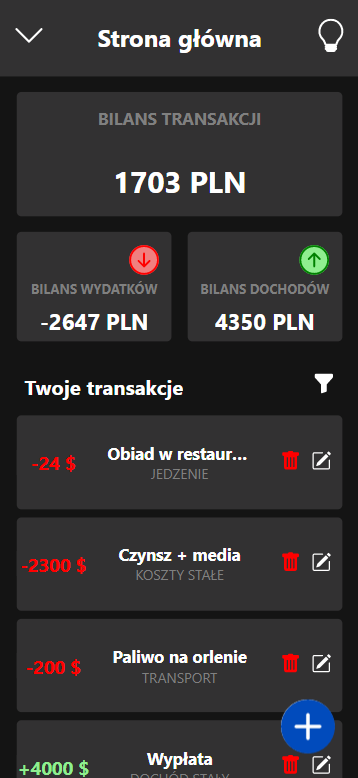 Strona główna
BILANS TRANSAKCJI
1703 PLN
BILANS WYDATKÓW
-2647 PLN
BILANS DOCHODÓW
4350 PLN
Twoje transakcje
-24 $
Obiad w restaur...
JEDZENIE
-2300 $
Czynsz + media
KOSZTY STAŁE
-200 $
Paliwo na orlenie
TRANSPORT
+4000 $
Wypłata
DOCHÓD STAŁY